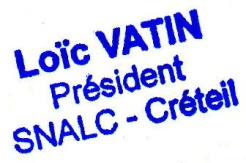 Loïc VATIN
Président
SNALC - Créteil